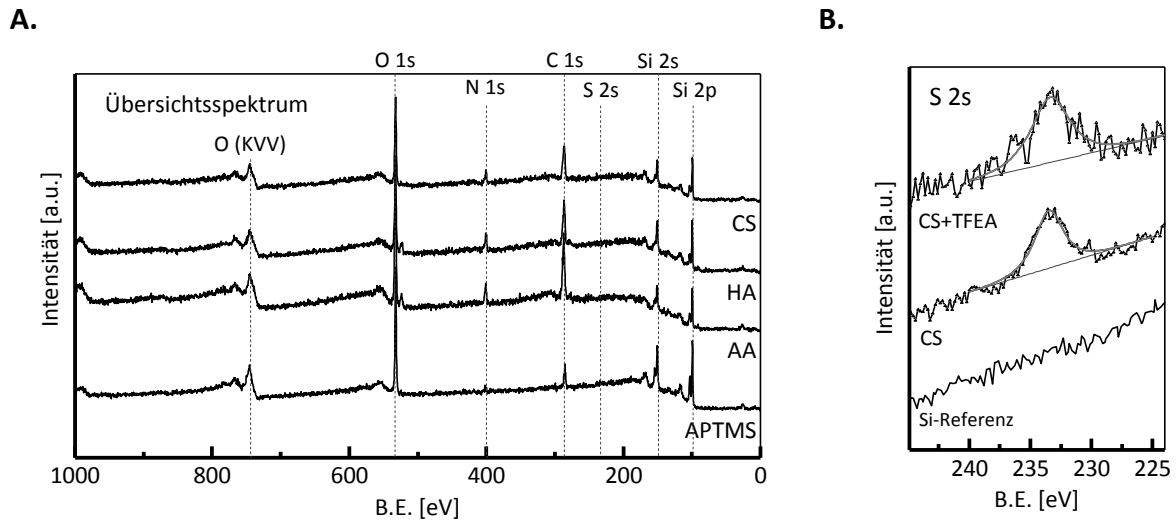 A.
B.
O 1s
C 1s
Si 2s
N 1s
S 2s
Si 2p
Übersichtsspektrum
O (KVV)
CS
HA
AA
APTMS
Intensität [a.u.]
1000
800
600
400
200
0
B.E. [eV]
S 2s
CS+TFEA
CS
Si-Referenz
Intensität [a.u.]
240
235
230
225
B.E. [eV]